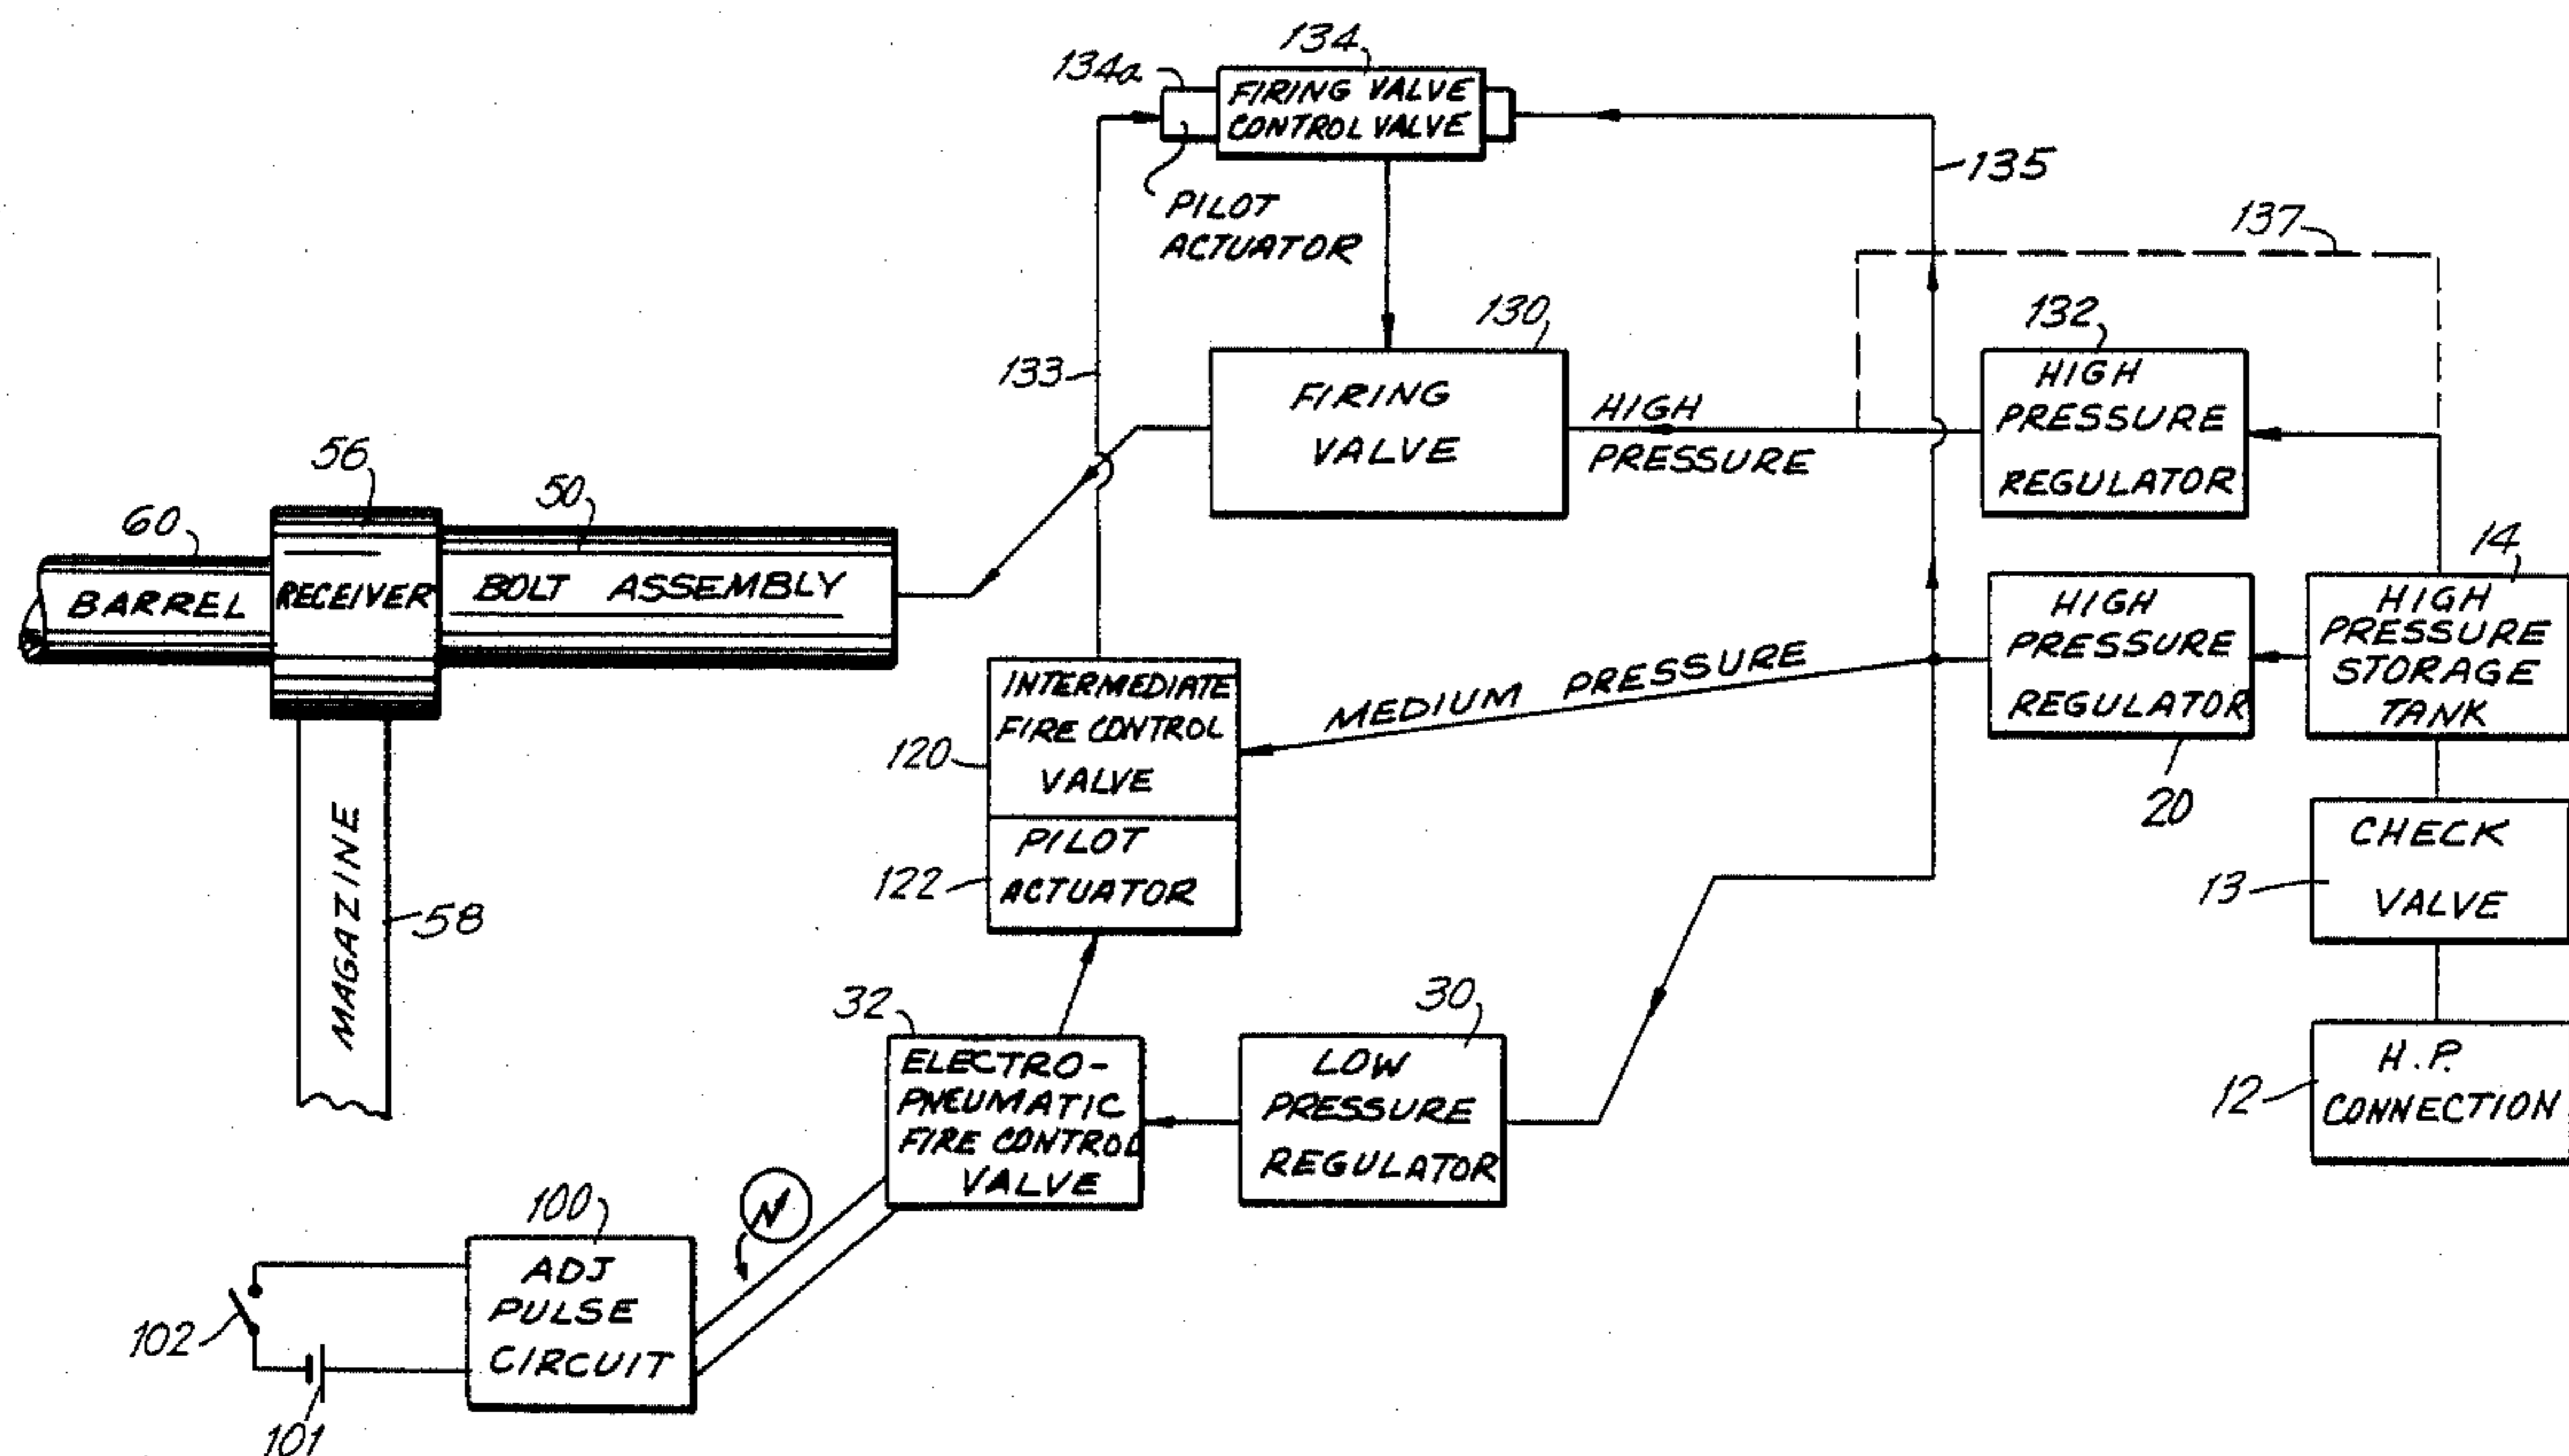 134
134a
FIRING VALVE
CONTROL VALVE
135
PILOT
ACTUATOR
137
130
132
133
FIRING
VALVE
HIGH
PRESSURE
HIGH
PRESSURE
REGULATOR
56
50
60
BARREL
RECEIVER
BOLT ASSEMBLY
14
HIGH
PRESSURE
STORAGE
TANK
HIGH
PRESSURE
REGULATOR
20
MEDIUM PRESSURE
INTERMEDIATE
FIRE CONTROL
VALVE
120
PILOT
ACTUATOR
122
CHECK
VALVE
13
MAGAZINE
58
32
30
ELECTRO-
PNEUMATIC
FIRE CONTROL
VALVE
LOW
PRESSURE
REGULATOR
H.P.
CONNECTION
12
100
ADJ
PULSE
CIRCUIT
102
101